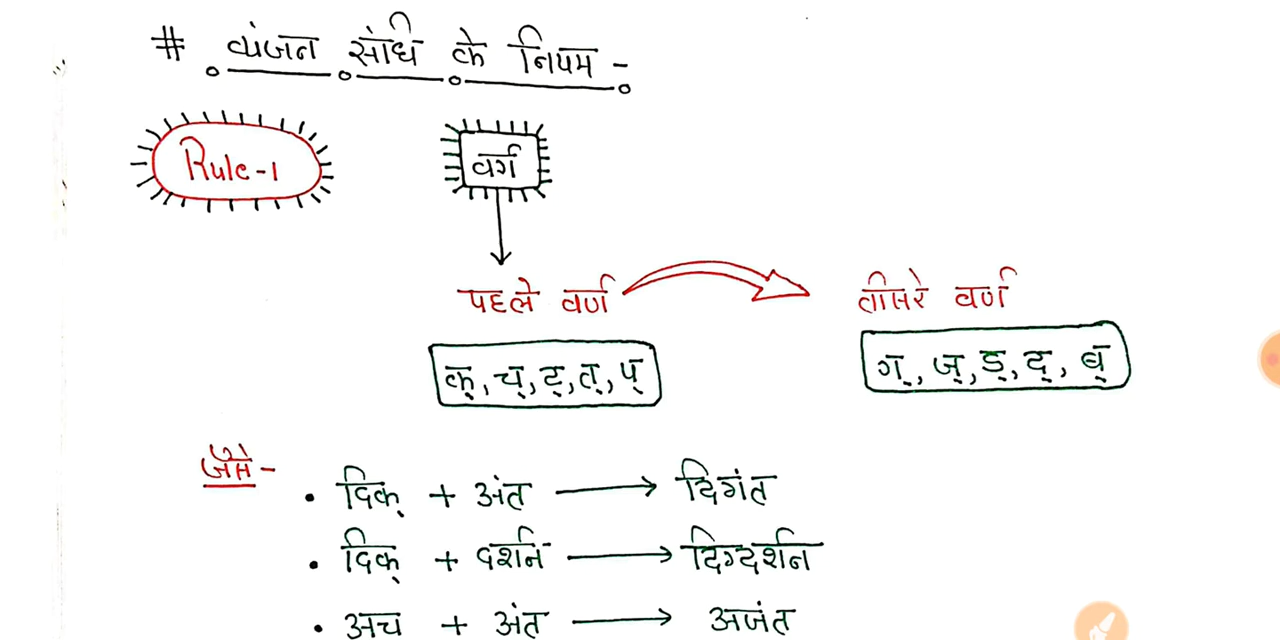 # व्यंजन संधि के नियम -
Rule-1
वर्ग
पहले वर्ण
तीसरे वर्ण
क्, च्, ट्, त्, प्
ग्, ज्, ड्, द्, ब्
जैसे -
• दिक् + अंत → दिगंत
• दिक् + दर्शन → दिग्दर्शन
• अच + अंत → अजंत